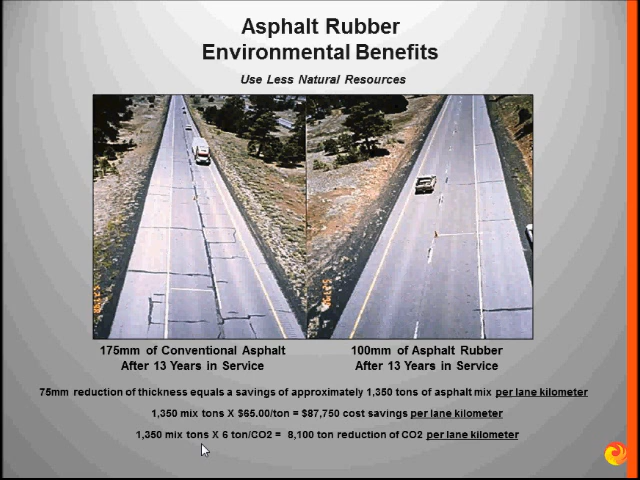 Asphalt Rubber
Environmental Benefits
Use Less Natural Resources
175mm of Conventional Asphalt
After 13 Years in Service
100mm of Asphalt Rubber
After 13 Years in Service
75mm reduction of thickness equals a savings of approximately 1,350 tons of asphalt mix per lane kilometer
1,350 mix tons X $65.00/ton = $87,750 cost savings per lane kilometer
1,350 mix tons X 6 ton/CO2 = 8,100 ton reduction of CO2 per lane kilometer